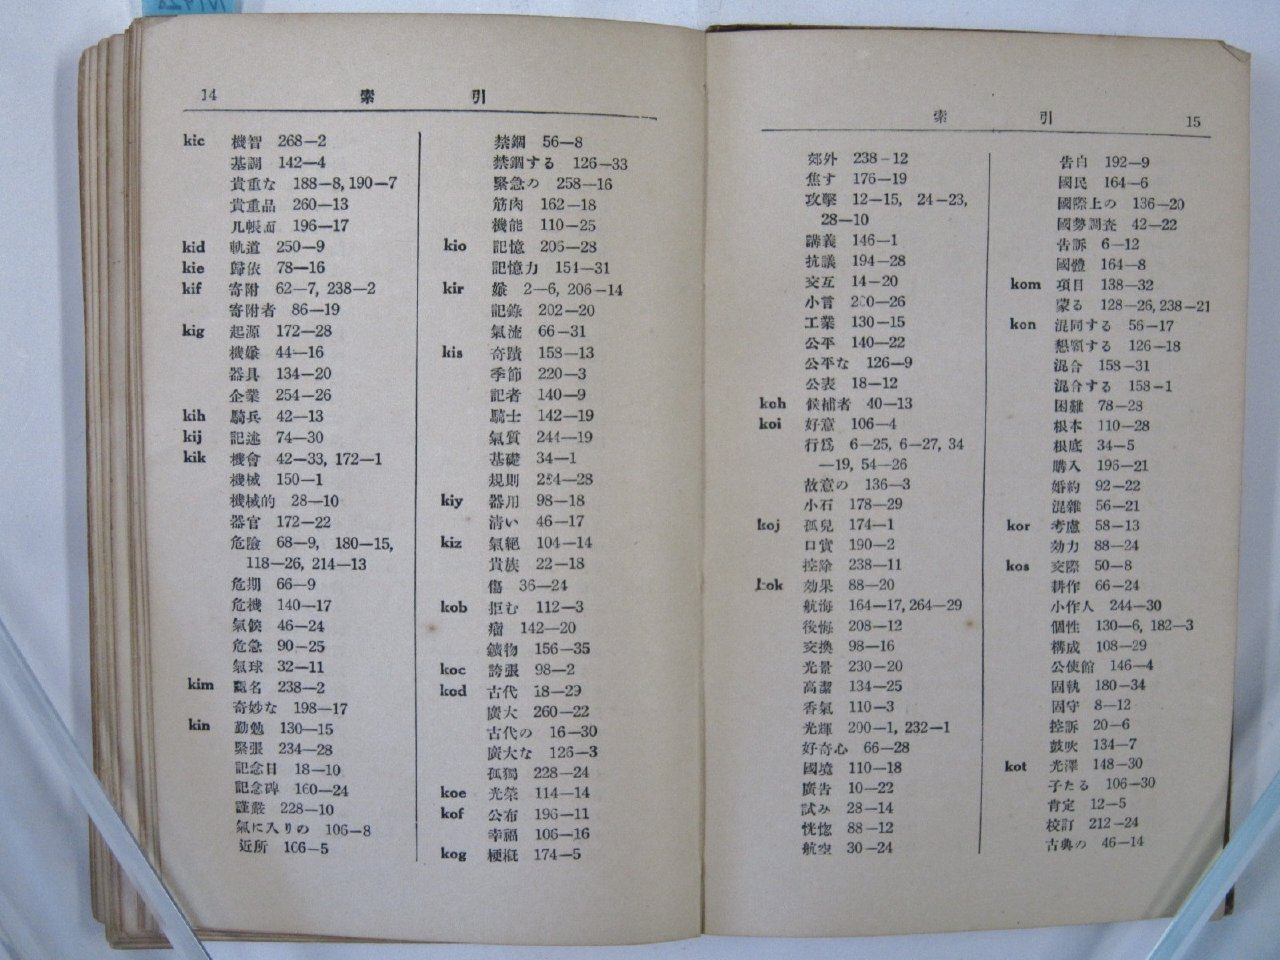 14 索 引
kic 機智 268—2
基調 142—4
貴重な 188—8, 190—7
貴重品 260—13
几帳面 196—17
kid 軌道 250—9
kie 歸依 78—16
kif 寄附 62—7, 238—2
寄附者 86—19
kig 起源 172—28
機嫌 44—16
器具 134—20
企業 254—26
kih 騎兵 42—13
kij 記述 74—30
kik 機會 42—33, 172—1
機械 150—1
機械的 28—10
器官 172—22
危險 68—9, 180—15,
118—26, 214—13
危期 66—9
危機 140—17
氣候 46—24
危急 90—25
氣球 32—11
kim 戲名 238—2
奇妙な 198—17
kin 勤勉 130—15
緊張 234—28
記念日 18—10
記念碑 160—24
謹嚴 228—10
氣に入りの 106—8
近所 106—5
禁錮 56—8
禁錮する 126—33
緊急の 258—16
筋肉 162—18
機能 110—25
kio 記憶 206—28
記憶力 154—31
kir 嫌 2—6, 206—14
記錄 202—20
氣流 66—31
kis 奇蹟 158—13
季節 220—3
記者 140—9
騎士 142—19
氣質 244—19
基礎 34—1
規則 254—28
kiy 器用 98—18
清い 46—17
kiz 氣絕 104—14
貴族 22—18
傷 36—24
kob 拒む 112—3
瘤 142—20
鑛物 156—35
koc 誇張 98—2
kod 古代 18—29
廣大 260—22
古代の 16—30
廣大な 126—3
孤獨 228—24
koe 光榮 114—14
kof 公布 196—11
幸福 106—16
kog 梗槪 174—5
索 引 15
郊外 238—12
焦す 176—19
攻擊 12—15, 24—23,
28—10
講義 146—1
抗議 194—28
交互 14—20
小言 200—26
工業 130—15
公平 140—22
公平な 126—9
公表 18—12
koh 候補者 40—13
koi 好意 106—4
行爲 6—25, 6—27, 34
—19, 54—26
故意の 136—3
小石 178—29
koj 孤兒 174—1
口實 190—2
控除 238—11
kok 効果 88—20
航海 164—17, 264—29
後悔 208—12
交換 98—16
光景 230—20
高潔 134—25
香氣 110—3
光輝 290—1, 232—1
好奇心 66—28
國境 110—18
廣告 10—22
試み 28—14
恍惚 88—12
航空 30—24
告白 192—9
國民 164—6
國際上の 136—20
國勢調査 42—22
告訴 6—12
國體 164—8
kom 項目 138—32
蒙る 128—26, 238—21
kon 混同する 56—17
懇願する 126—18
混合 158—31
混合する 158—1
困難 78—28
根本 110—28
根底 34—5
購入 196—21
婚約 92—22
混雜 56—21
kor 考慮 58—13
効力 88—24
kos 交際 50—8
耕作 66—24
小作人 244—30
個性 130—6, 182—3
構成 108—29
公使館 146—4
固執 180—34
固守 8—12
控訴 20—6
鼓吹 134—7
kot 光澤 148—30
子たる 106—30
肯定 12—5
校訂 212—24
古典の 46—14